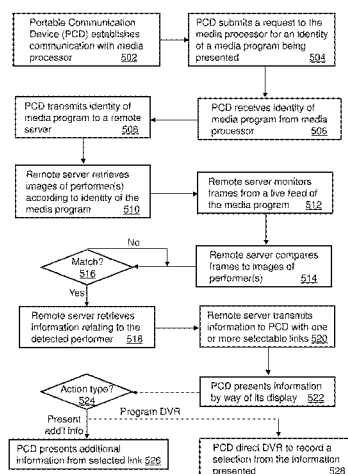 Portable Communication
Device (PCD) establishes
communication with media
processor 502
PCD submit a request to the
media processor for an identity
of a media program being
presented 504
PCD receives identity of
media program from media
processor 506
PCD transmits identity of
media program to a remote
server 508
Remote server retrieves
images of performer(s)
according to identity of the
media program 510
Remote server monitors
frames from a live feed of
the media program 512
Remote server compares
frames to images of
performer(s) 514
No
Match?
516
Yes
Remote server retrieves
information relating to the
detected performer 518
Remote server transmits
information to PCD with one
or more selectable links 520
PCD presents information
by way of its display 522
Action type?
524
Program DVR
Present
add'l Info
PCD presents additional
information from selected link 526
PCD direct DVR to record a
selection from the information
presented 528